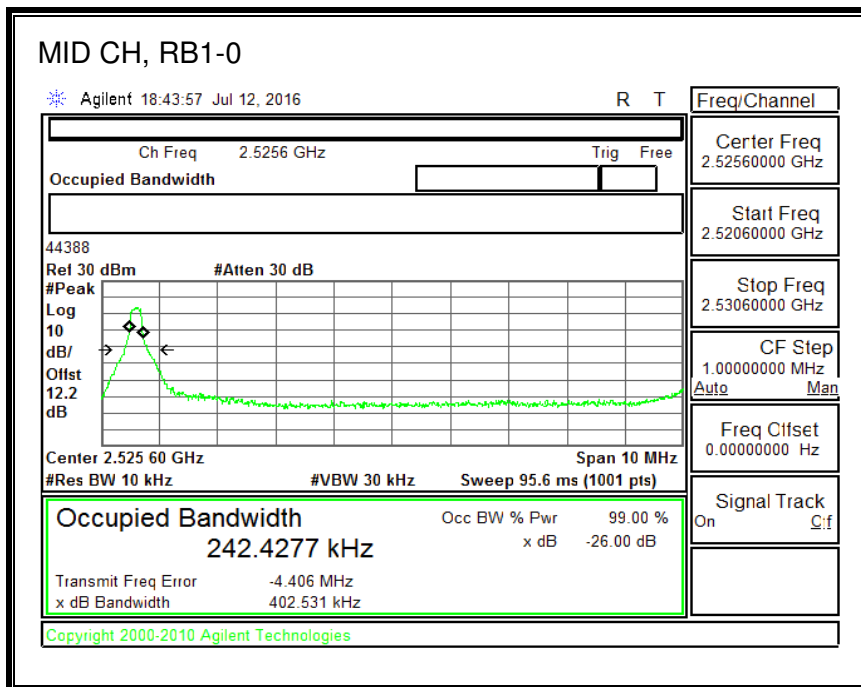 MID CH, RB1-0
Agilent 18:43:57 Jul 12, 2016 R T
Freq/Channel
Ch Freq 2.5256 GHz Trig Free
Occupied Bandwidth
44388
Ref 30 dBm #Atten 30 dB
#Peak
Log
10
dB/
Offst
12.2
dB
Center 2.525 60 GHz Span 10 MHz
#Res BW 10 kHz #VBW 30 kHz Sweep 95.6 ms (1001 pts)
Occupied Bandwidth
242.4277 kHz
Occ BW % Pwr 99.00 %
x dB -26.00 dB
Transmit Freq Error -4.406 MHz
x dB Bandwidth 402.531 kHz
Copyright 2000-2010 Agilent Technologies
Center Freq
2.52560000 GHz
Start Freq
2.52060000 GHz
Stop Freq
2.53060000 GHz
CF Step
1.00000000 MHz
Auto Man
Freq Offset
0.00000000 Hz
Signal Track
On Off